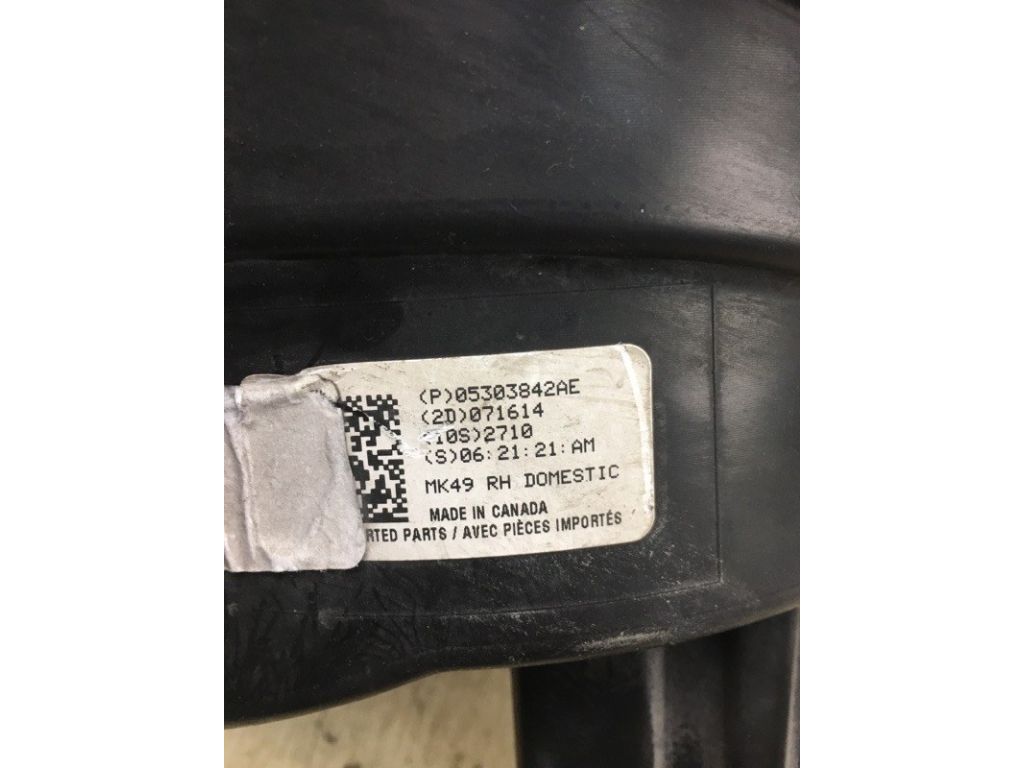 (P)05303842AE
(2D)071614
(10S)2710
(S)06:21:21:AM
MK49 RH DOMESTIC
MADE IN CANADA
PARTS / AVEC PIÈCES IMPORTÉS